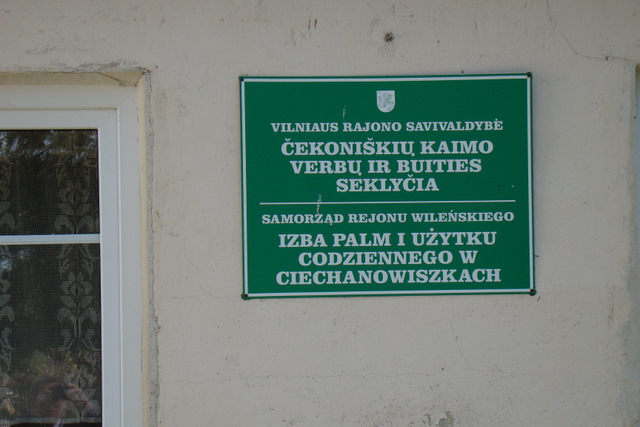 VILNIAUS RAJONO SAVIVALDYBĖ
ČEKONIŠKIŲ KAIMO
VERBŲ IR BUITIES
SEKLYČIA
SAMORZĄD REJONU WILEŃSKIEGO
IZBA PALM I UŻYTKU
CODZIENNEGO W
CIECHANOWISZKACH